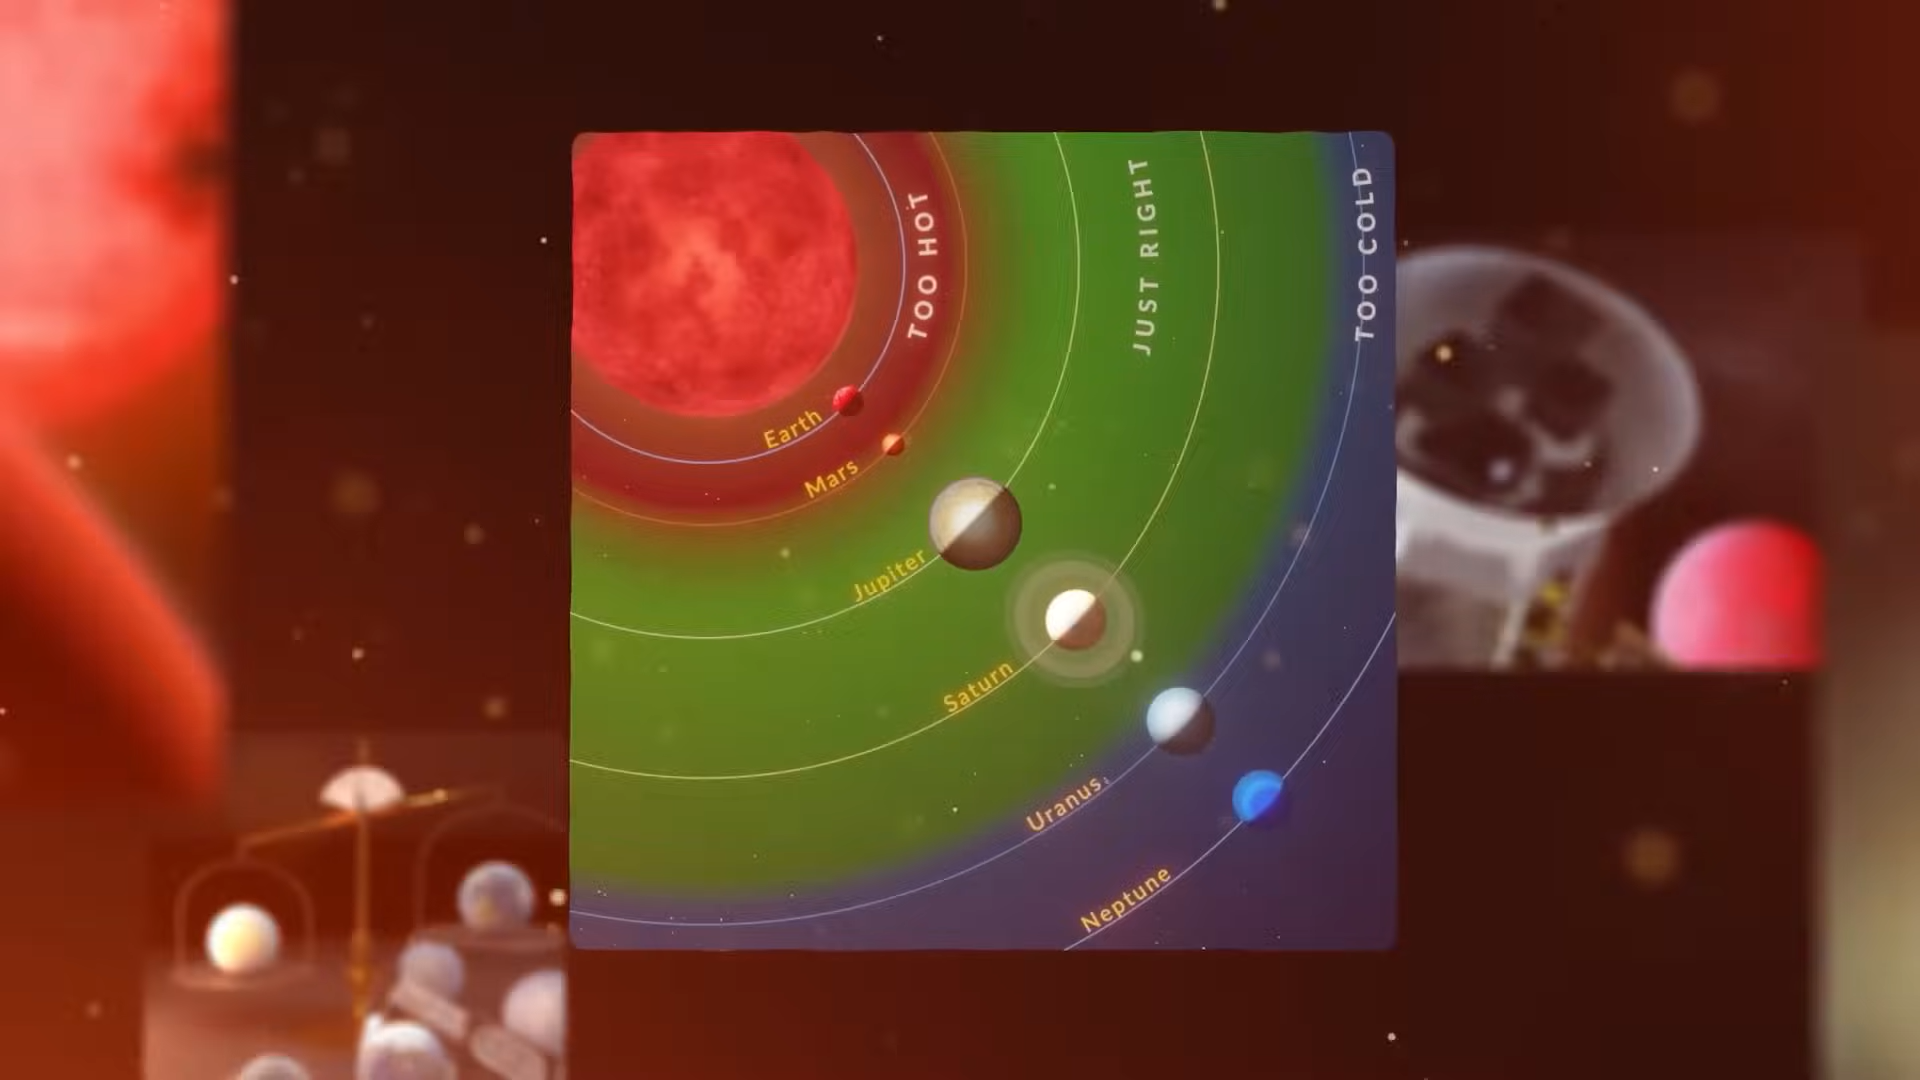 TOO HOT
JUST RIGHT
TOO COLD
Earth
Mars
Jupiter
Saturn
Uranus
Neptune